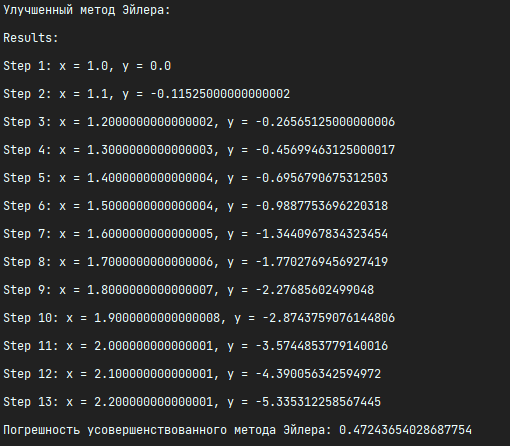 Улучшенный метод Эйлера:
Results:
Step 1: x = 1.0, y = 0.0
Step 2: x = 1.1, y = -0.11525000000000002
Step 3: x = 1.2000000000000002, y = -0.26565125000000006
Step 4: x = 1.3000000000000003, y = -0.45699463125000017
Step 5: x = 1.4000000000000004, y = -0.6956790675312503
Step 6: x = 1.5000000000000004, y = -0.9887753696220318
Step 7: x = 1.6000000000000005, y = -1.3440967834323454
Step 8: x = 1.7000000000000006, y = -1.7702769456927419
Step 9: x = 1.8000000000000007, y = -2.27685602499048
Step 10: x = 1.9000000000000008, y = -2.8743759076144806
Step 11: x = 2.000000000000001, y = -3.5744853779140016
Step 12: x = 2.100000000000001, y = -4.390056342594972
Step 13: x = 2.200000000000001, y = -5.335312258567445
Погрешность усовершенствованного метода Эйлера: 0.47243654028687754